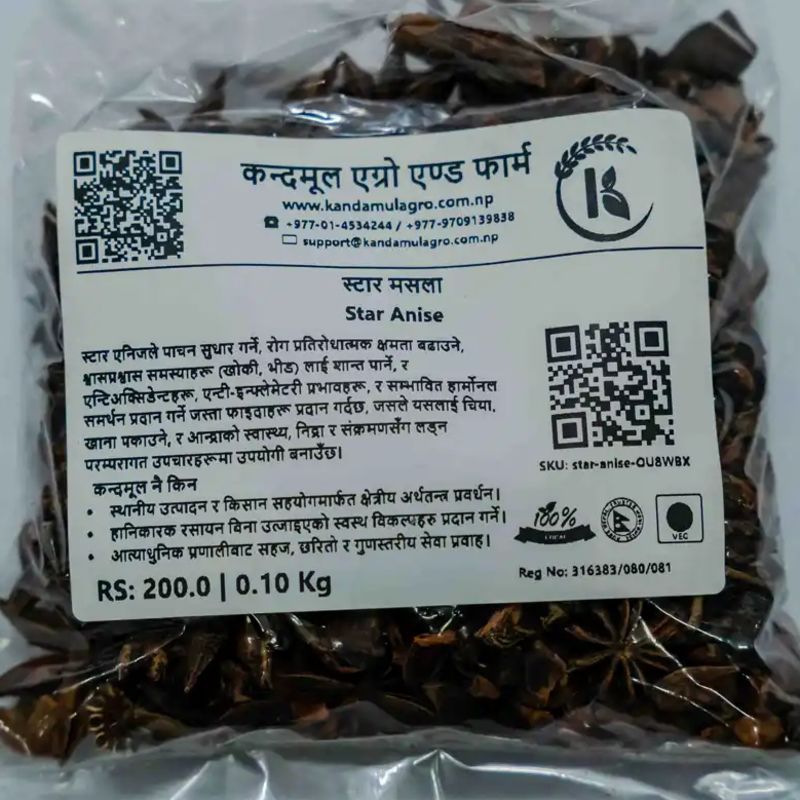 कन्दमूल एग्रो एण्ड फार्म
www.kandamulagro.com.np
+977-01-4534244 / +977-9709139838
support@kandamulagro.com.np
स्टार मसला
Star Anise
स्टार एनिजले पाचन सुधार गर्ने, रोग प्रतिरोधात्मक क्षमता बढाउने,
श्वासप्रश्वास समस्याहरू (खोकी, भीड) लाई शान्त पार्ने, र
एन्टिअक्सिडेन्टहरू, एन्टी-इन्फ्लेमेटरी प्रभावहरू, र सम्भावित हार्मोनल
समर्थन प्रदान गर्ने जस्ता फाइदाहरू प्रदान गर्दछ, जसले यसलाई चिया,
खाना पकाउने, र आन्द्राको स्वास्थ्य, निद्रा र संक्रमणसँग लड्न
परम्परागत उपचारहरूमा उपयोगी बनाउँछ।
कन्दमूल नै किन
• स्थानीय उत्पादन र किसान सहयोगमार्फत क्षेत्रीय अर्थतन्त्र प्रवर्धन।
• हानिकारक रसायन विना उब्जाइएको स्वस्थ विकल्पहरु प्रदान गर्ने।
• आत्याधुनिक प्रणालीबाट सहज, छरितो र गुणस्तरीय सेवा प्रवाह।
RS: 200.0 | 0.10 Kg
SKU: star-anise-QU8WBX
100%
LOCAL
VEG
Reg No: 316383/080/081